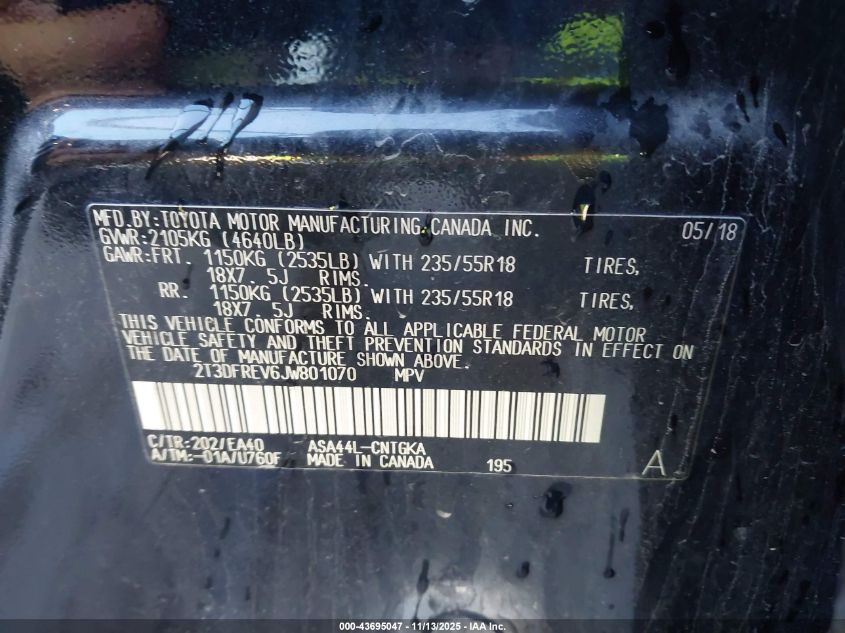 MFD.BY:TOYOTA MOTOR MANUFACTURING,CANADA INC. 05/18
GVWR:2105KG (4640LB)
GAWR:FRT. 1150KG (2535LB) WITH 235/55R18 TIRES,
18X7. 5J RIMS.
RR. 1150KG (2535LB) WITH 235/55R18 TIRES,
18X7. 5J RIMS.
THIS VEHICLE CONFORMS TO ALL APPLICABLE FEDERAL MOTOR
VEHICLE SAFETY AND THEFT PREVENTION STANDARDS IN EFFECT ON
THE DATE OF MANUFACTURE SHOWN ABOVE.
2T3DFREV6JW801070 MPV
C/TR:202/EA40 ASA44L-CNTGKA
A/TM:-01A/U760F MADE IN CANADA 195 A
000-43695047 - 11/13/2025 - IAA Inc.